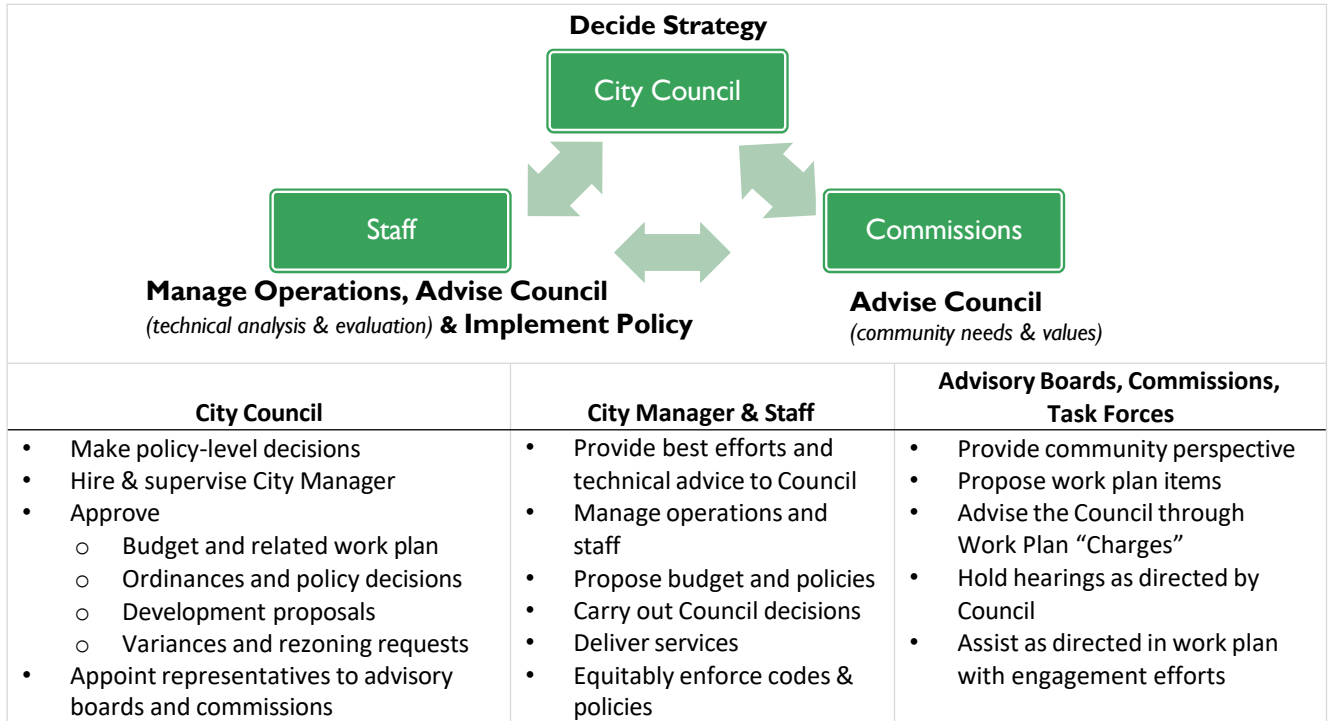 Decide Strategy
City Council
Staff
Commissions
Manage Operations, Advise Council
(technical analysis & evaluation) & Implement Policy
Advise Council
(community needs & values)
City Council
• Make policy-level decisions
• Hire & supervise City Manager
• Approve
o Budget and related work plan
o Ordinances and policy decisions
o Development proposals
o Variances and rezoning requests
• Appoint representatives to advisory
boards and commissions
City Manager & Staff
• Provide best efforts and
technical advice to Council
• Manage operations and
staff
• Propose budget and policies
• Carry out Council decisions
• Deliver services
• Equitably enforce codes &
policies
Advisory Boards, Commissions,
Task Forces
• Provide community perspective
• Propose work plan items
• Advise the Council through
Work Plan “Charges”
• Hold hearings as directed by
Council
• Assist as directed in work plan
with engagement efforts